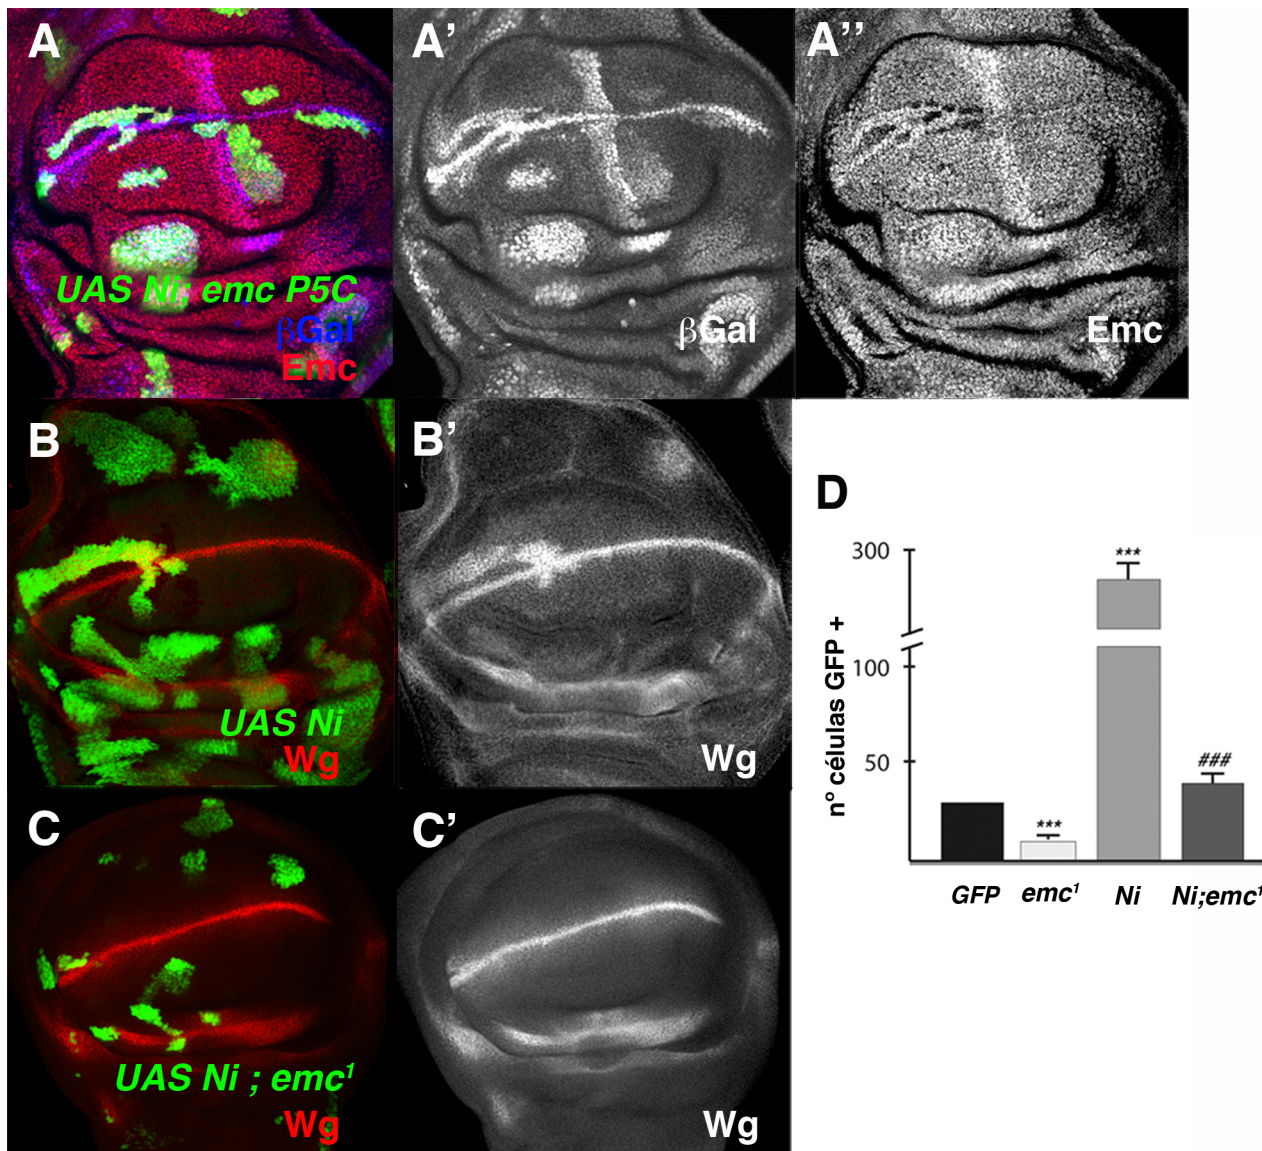 A
A’
A’’
UAS Ni; emc P5C
βGal
βGal
Emc
Emc
B
B’
UAS Ni
Wg
Wg
C
C’
UAS Ni ; emc¹
Wg
Wg
D
nº células GFP +
300
100
50
***
***
###
GFP emc¹ Ni Ni;emc¹